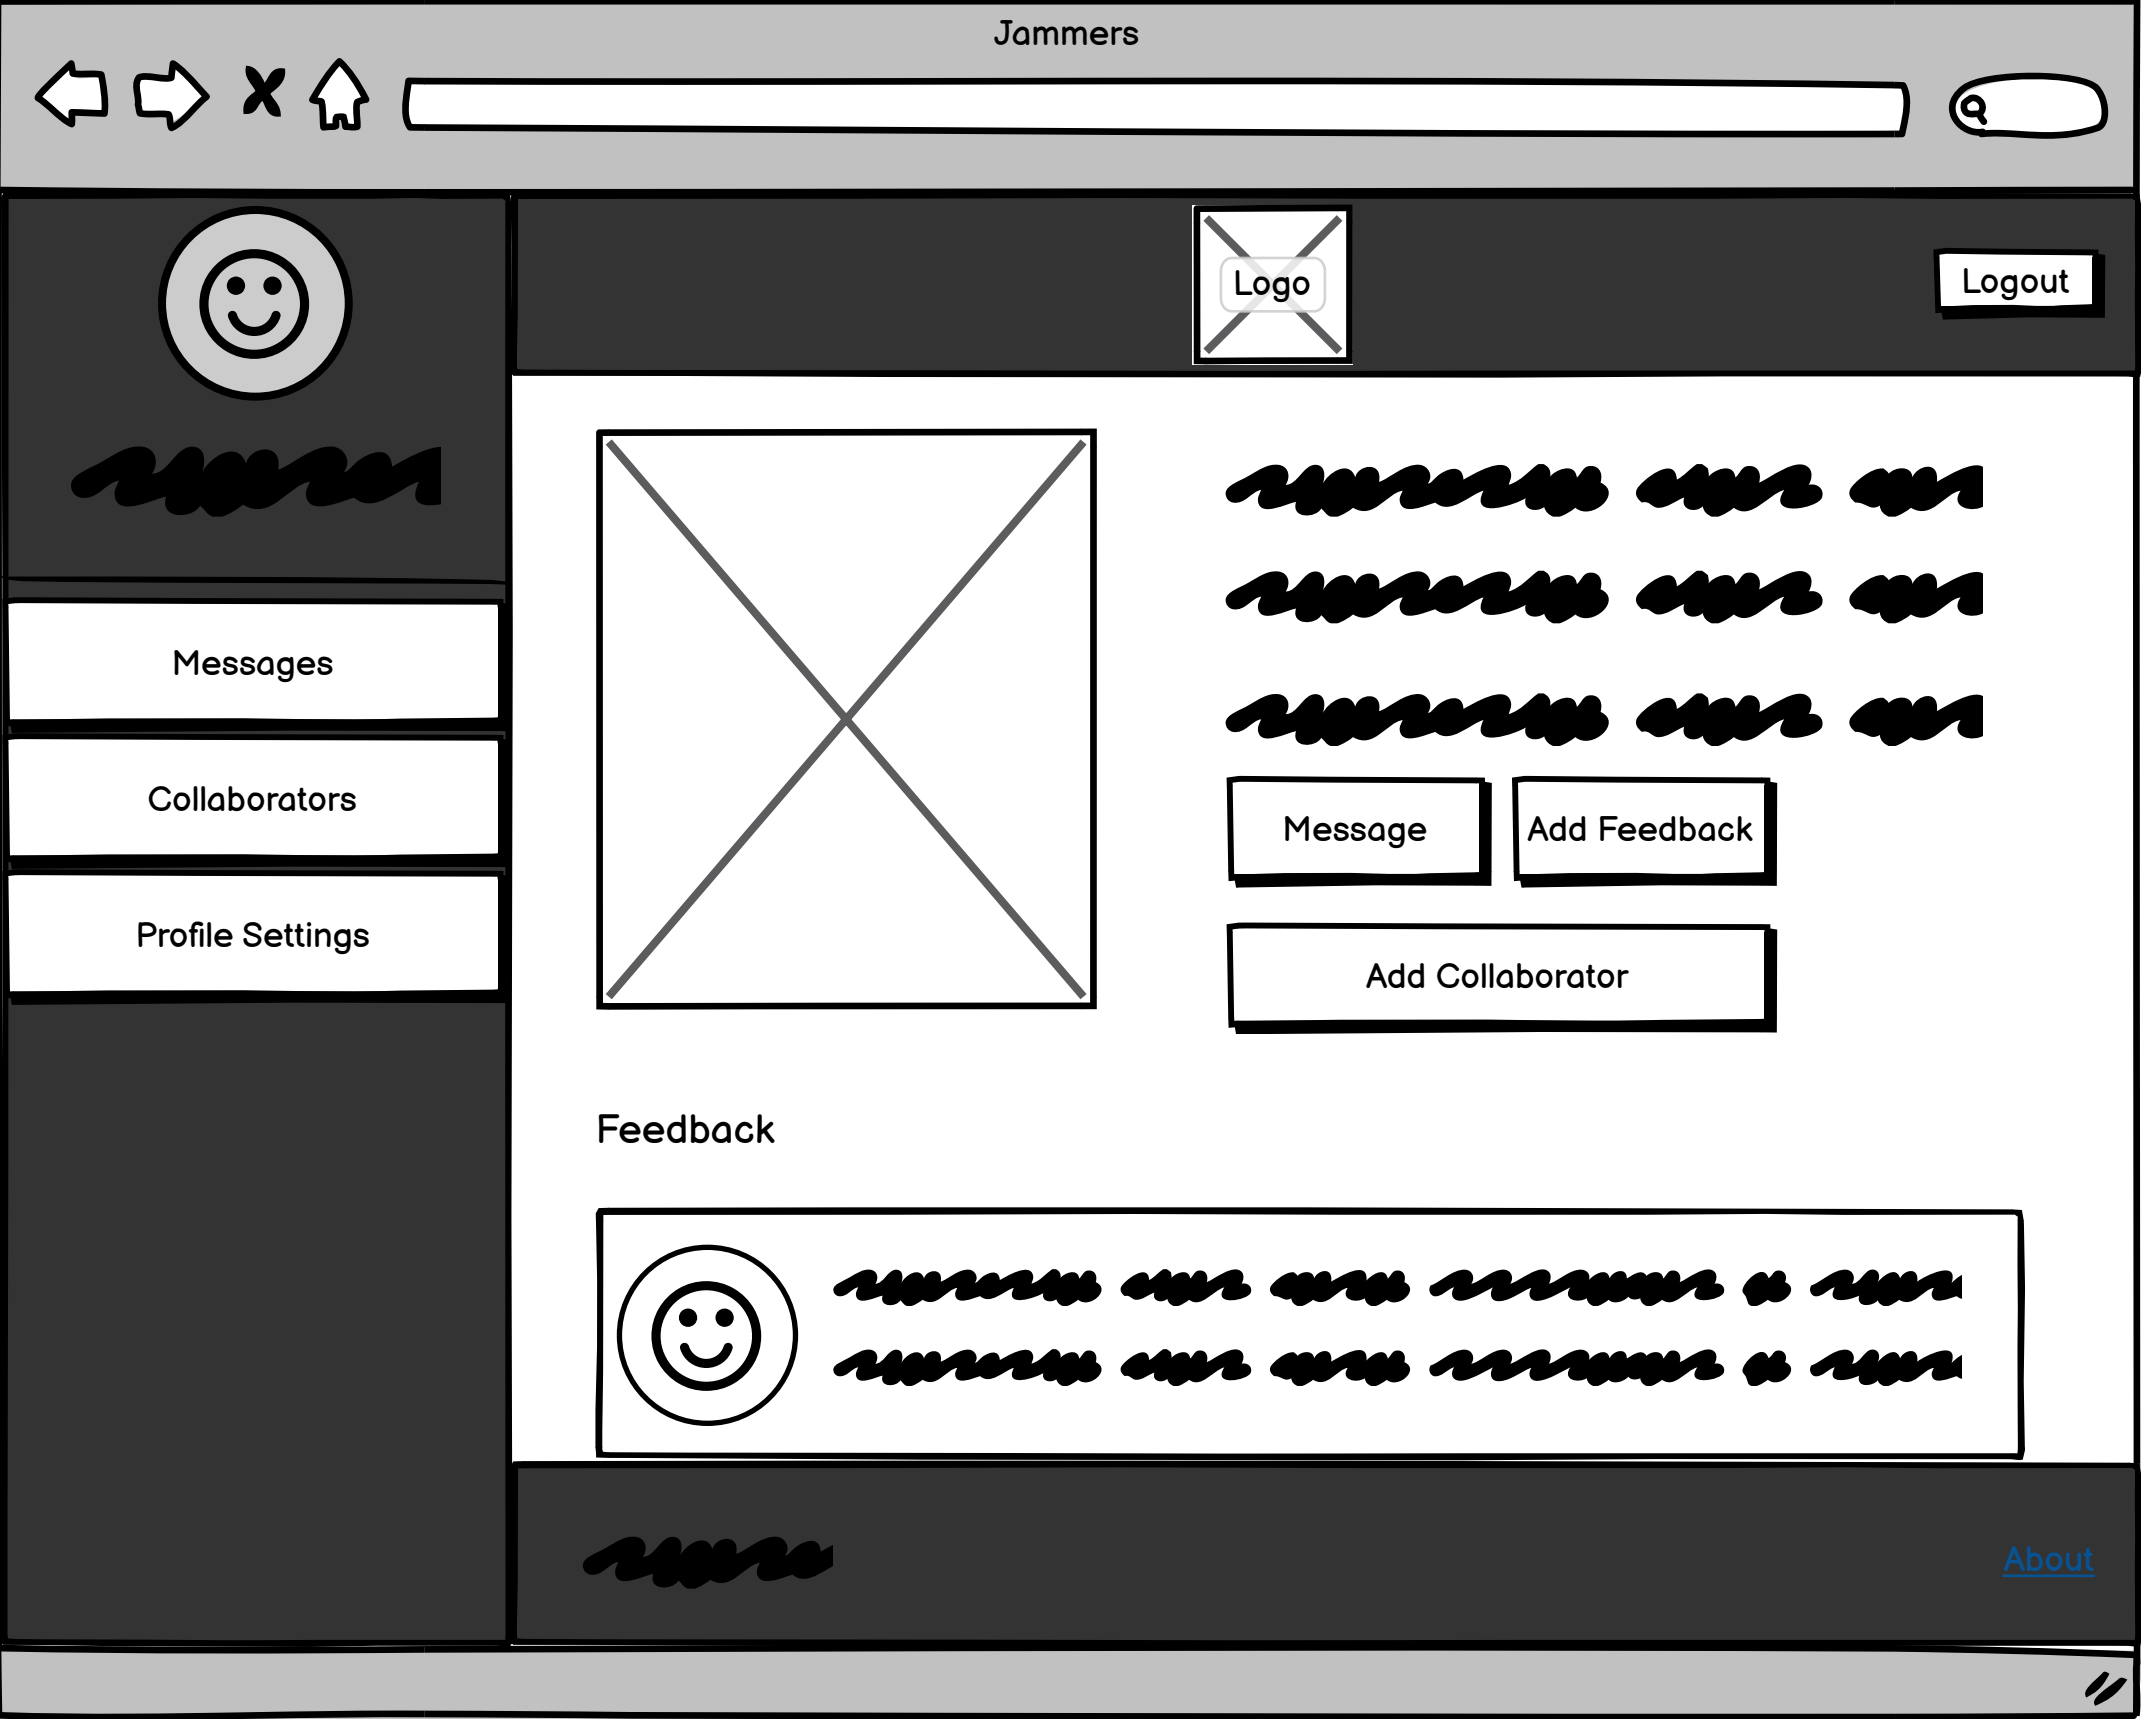 Jammers
Logo
Logout
Messages
Collaborators
Profile Settings
Message
Add Feedback
Add Collaborator
Feedback
About